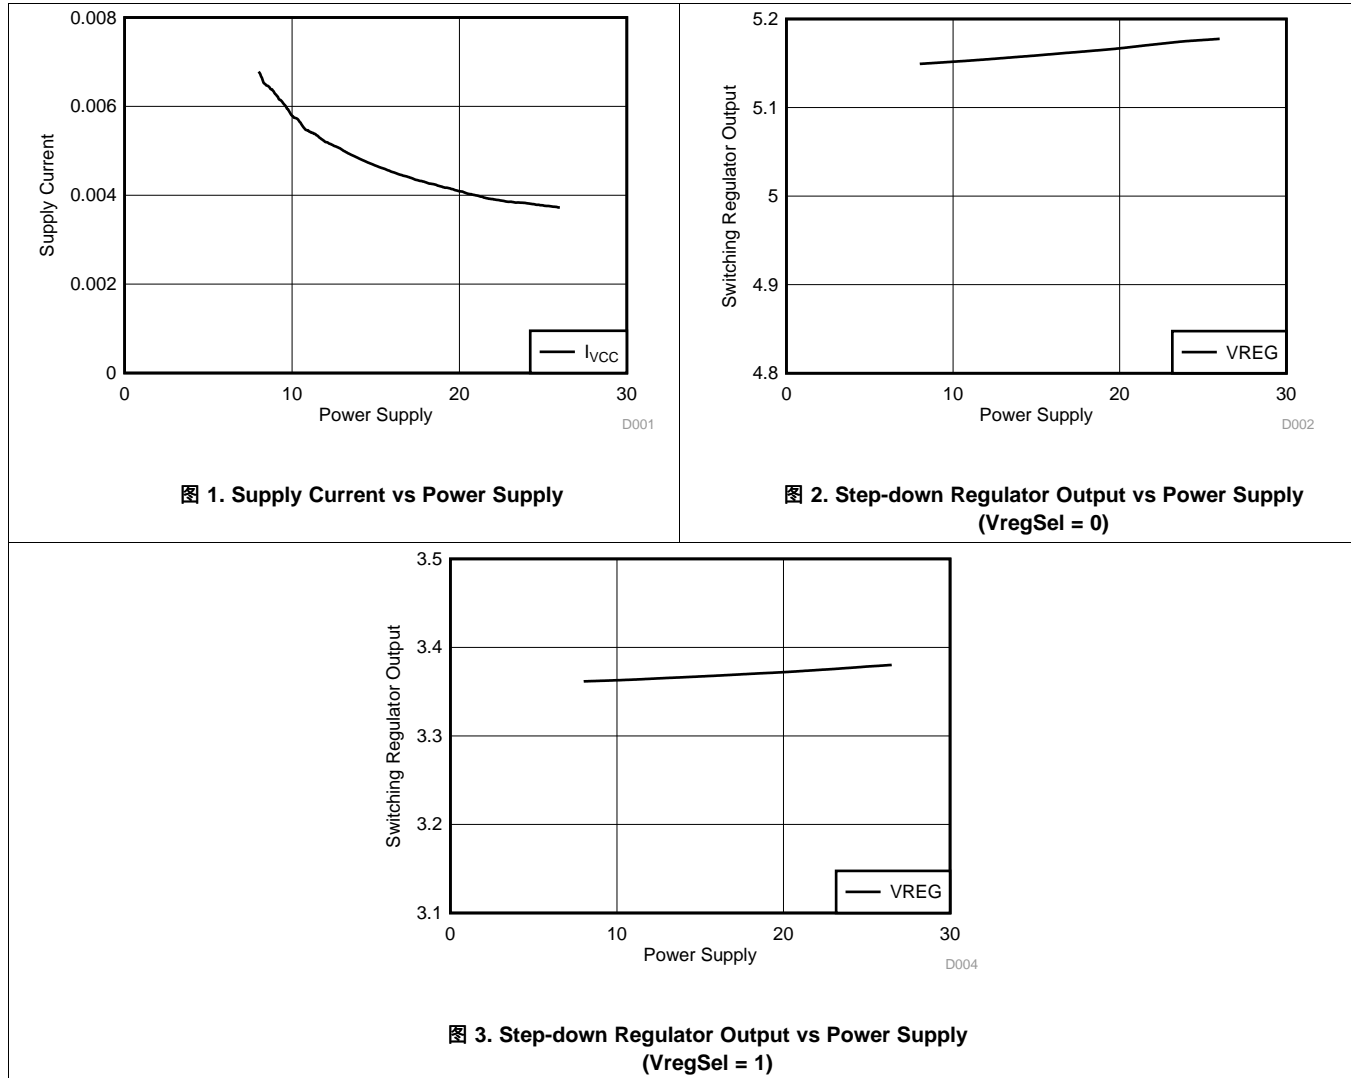 0.008
0.006
0.004
0.002
0
0
10
20
30
Supply Current
Power Supply
IVCC
D001
图 1. Supply Current vs Power Supply
5.2
5.1
5
4.9
4.8
0
10
20
30
Switching Regulator Output
Power Supply
VREG
D002
图 2. Step-down Regulator Output vs Power Supply
(VregSel = 0)
3.5
3.4
3.3
3.2
3.1
0
10
20
30
Switching Regulator Output
Power Supply
VREG
D004
图 3. Step-down Regulator Output vs Power Supply
(VregSel = 1)